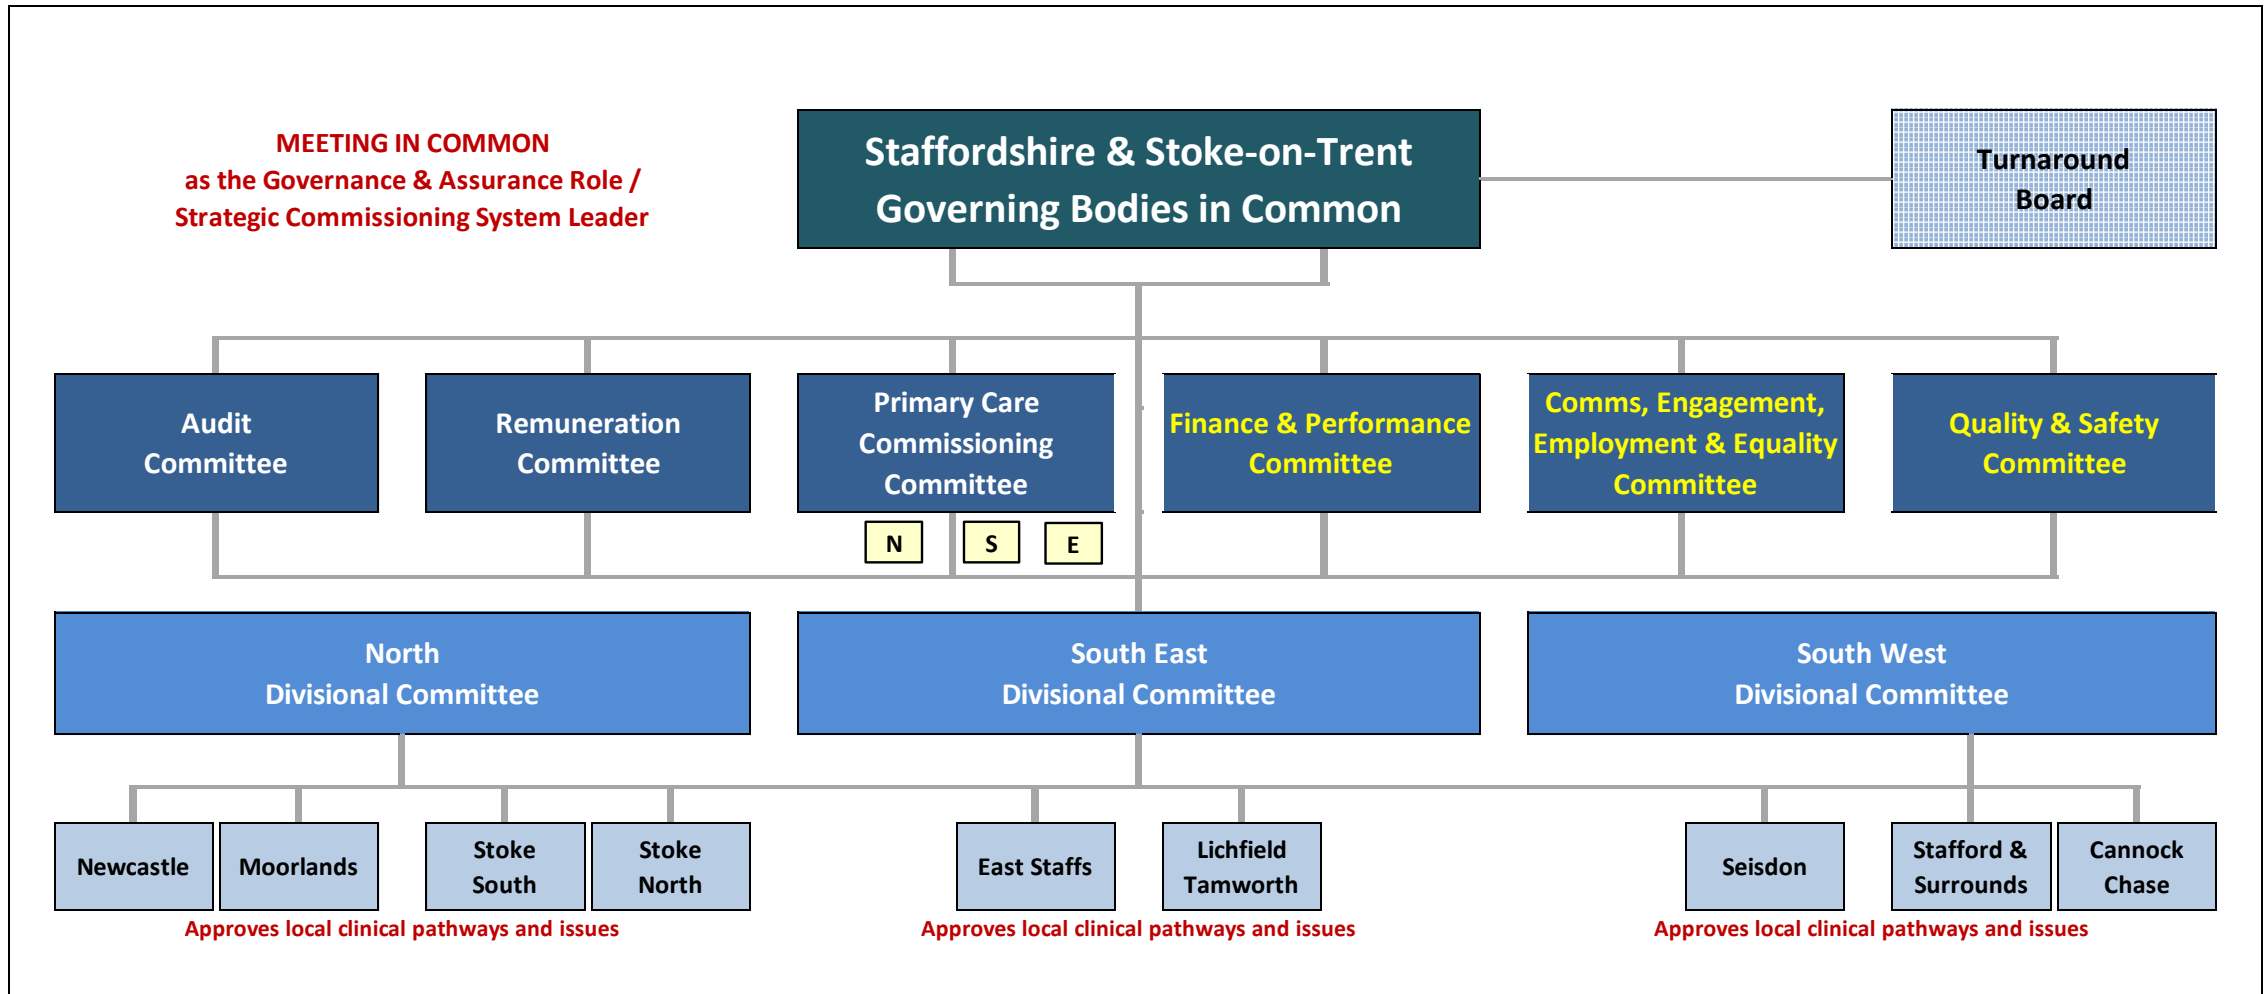 MEETING IN COMMON
as the Governance & Assurance Role /
Strategic Commissioning System Leader
Staffordshire & Stoke-on-Trent
Governing Bodies in Common
Turnaround
Board
Audit
Committee
Remuneration
Committee
Primary Care
Commissioning
Committee
Finance & Performance
Committee
Comms, Engagement,
Employment & Equality
Committee
Quality & Safety
Committee
N
S
E
North
Divisional Committee
South East
Divisional Committee
South West
Divisional Committee
Newcastle
Moorlands
Stoke
South
Stoke
North
East Staffs
Lichfield
Tamworth
Seisdon
Stafford &
Surrounds
Cannock
Chase
Approves local clinical pathways and issues
Approves local clinical pathways and issues
Approves local clinical pathways and issues